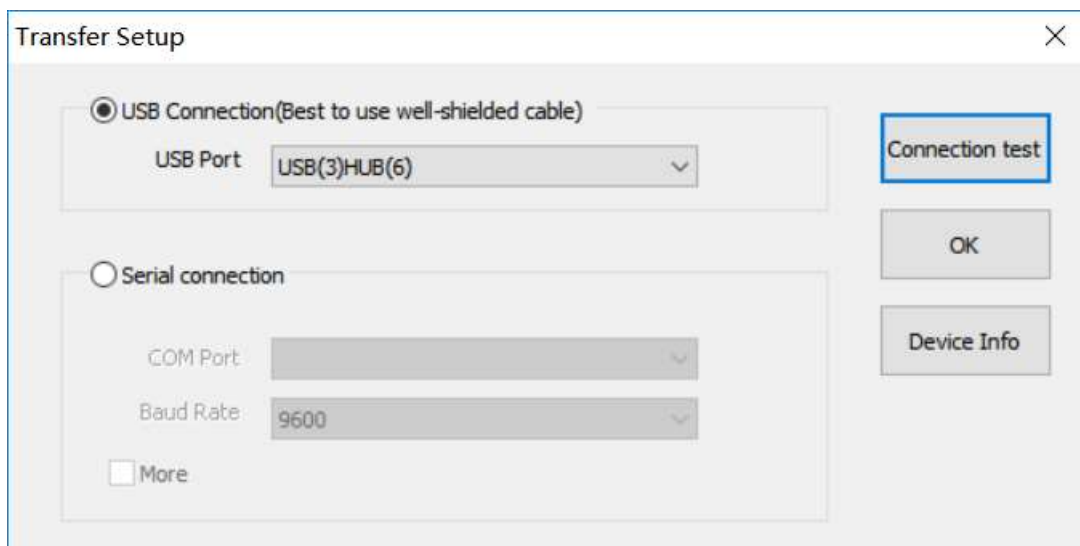 Transfer Setup
USB Connection(Best to use well-shielded cable)
USB Port
USB(3)HUB(6)
Connection test
OK
Device Info
Serial connection
COM Port
Baud Rate
9600
More